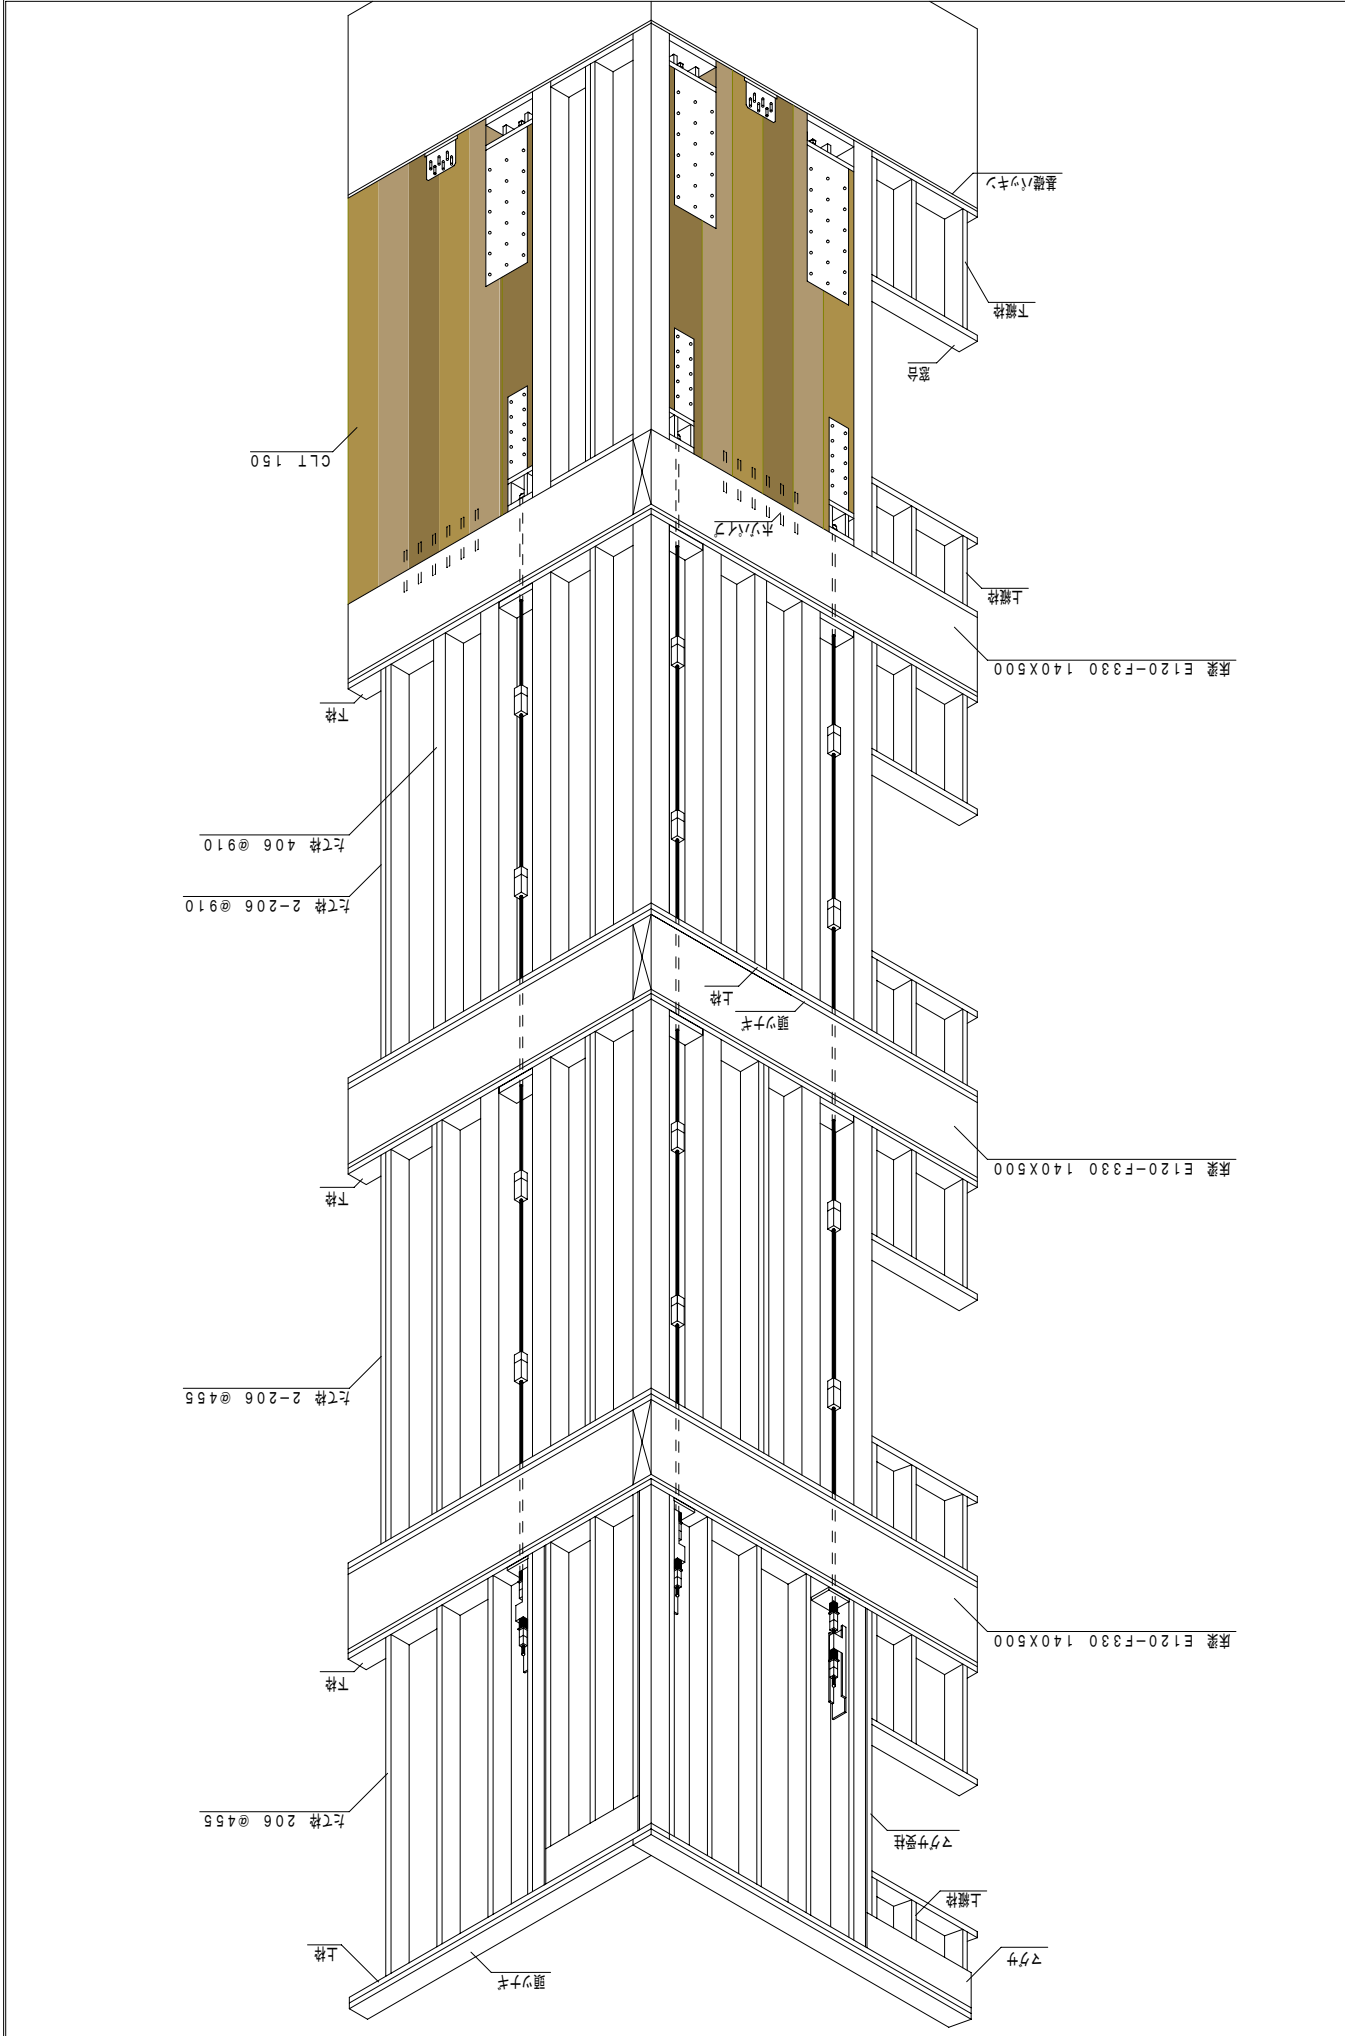 頭ツナギ
マグサ
上枠
上縦枠
マグサ受柱
たて枠 206 @455
下枠
床梁 E120-F330 140X500
たて枠 2-206 @455
下枠
床梁 E120-F330 140X500
頭ツナギ
上枠
たて枠 2-206 @910
たて枠 406 @910
下枠
床梁 E120-F330 140X500
上縦枠
ホゾパイプ
CLT 150
窓台
下縦枠
基礎パッキン